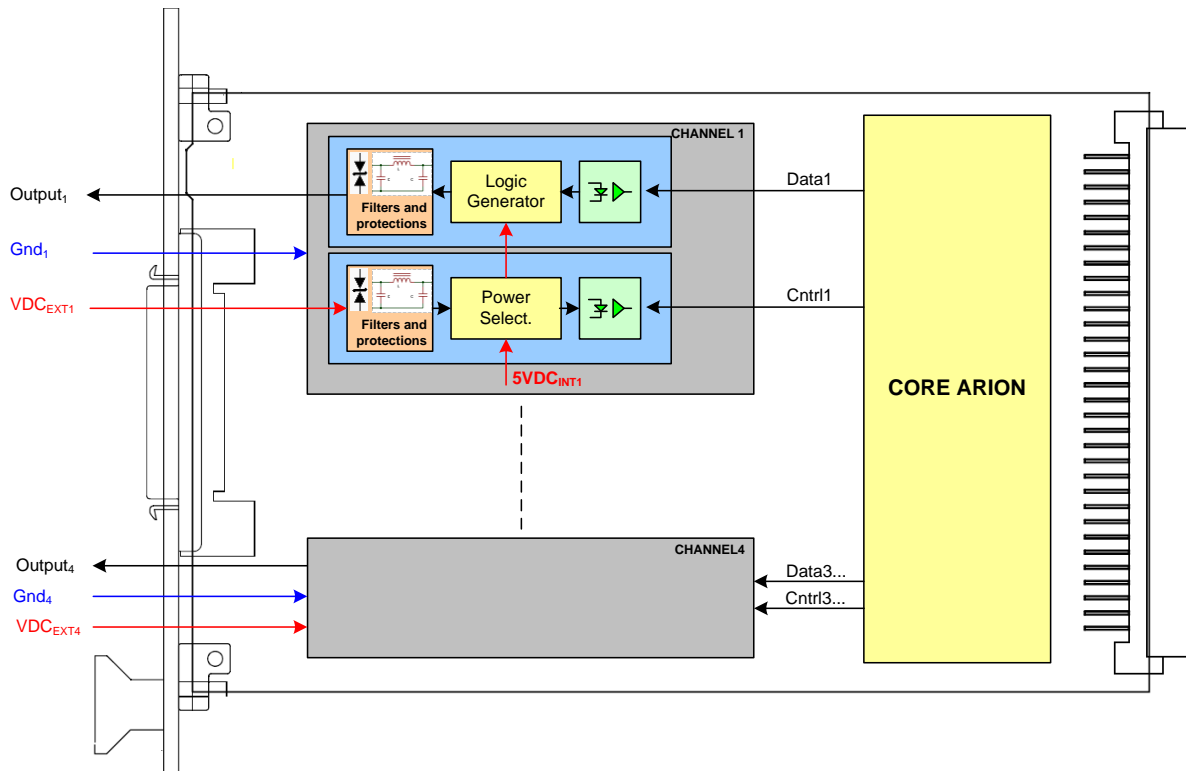 CHANNEL 1
Output1
Filters and
protections
Logic
Generator
Data1
Gnd1
VDCEXT1
Filters and
protections
Power
Select.
Cntrl1
5VDCINT1
CORE ARION
CHANNEL4
Output4
Gnd4
VDCEXT4
Data3...
Cntrl3...